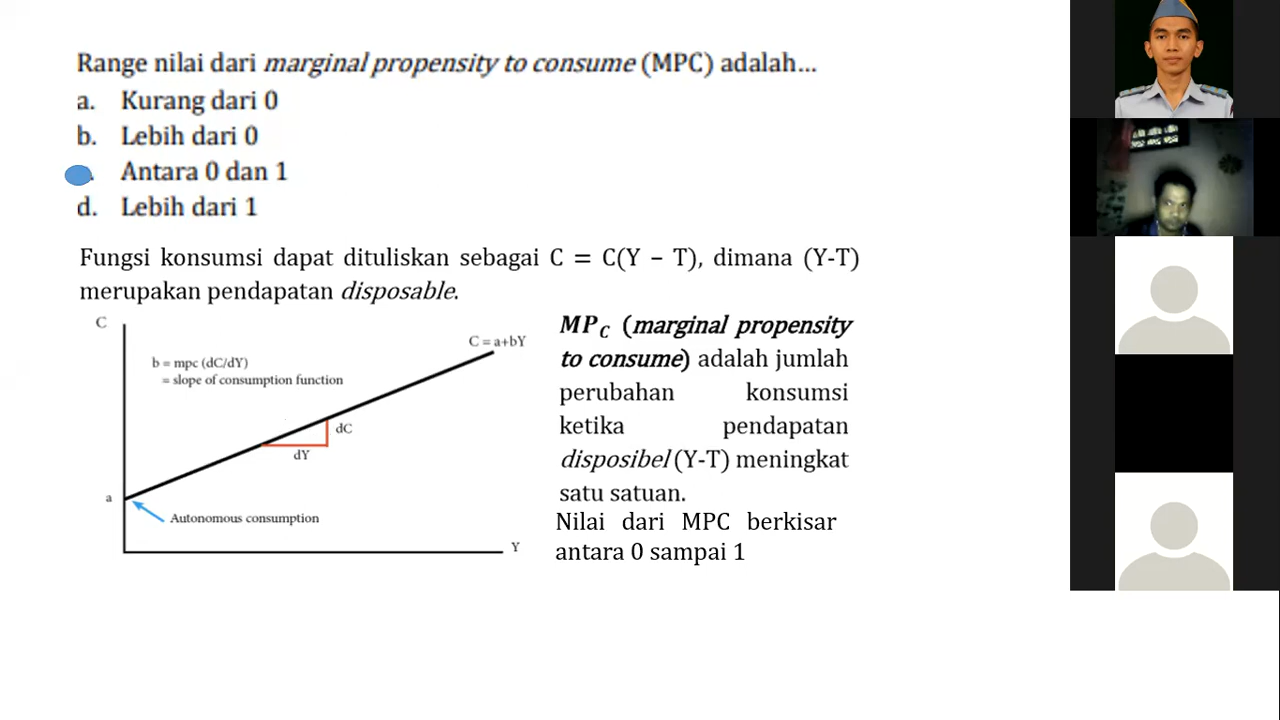 Range nilai dari marginal propensity to consume (MPC) adalah...
a. Kurang dari 0
b. Lebih dari 0
. Antara 0 dan 1
d. Lebih dari 1
Fungsi konsumsi dapat dituliskan sebagai C = C(Y – T), dimana (Y-T)
merupakan pendapatan disposable.
C
C = a+bY
b = mpc (dC/dY)
= slope of consumption function
dC
dY
a
Autonomous consumption
Y
MPC (marginal propensity
to consume) adalah jumlah
perubahan konsumsi
ketika pendapatan
disposibel (Y-T) meningkat
satu satuan.
Nilai dari MPC berkisar
antara 0 sampai 1